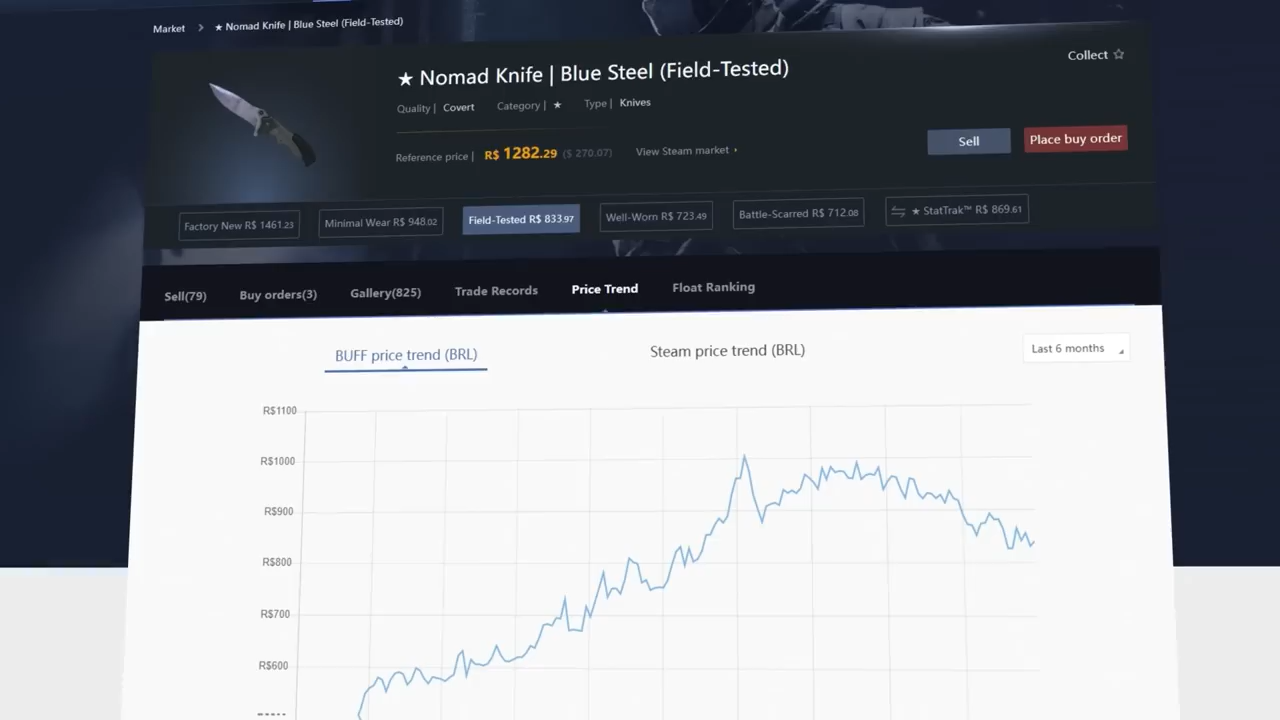 Market > ★ Nomad Knife | Blue Steel (Field-Tested)
★ Nomad Knife | Blue Steel (Field-Tested)
Collect ☆
Quality | Covert Category | ★ Type | Knives
Reference price | R$ 1282.29 ($ 270.07) View Steam market
Sell Place buy order
Factory New R$ 1461.23 Minimal Wear R$ 948.02 Field-Tested R$ 833.97 Well-Worn R$ 723.49 Battle-Scarred R$ 712.08 ★ StatTrak™ R$ 869.61
Sell(79) Buy orders(3) Gallery(825) Trade Records Price Trend Float Ranking
BUFF price trend (BRL) Steam price trend (BRL) Last 6 months
R$1100
R$1000
R$900
R$800
R$700
R$600